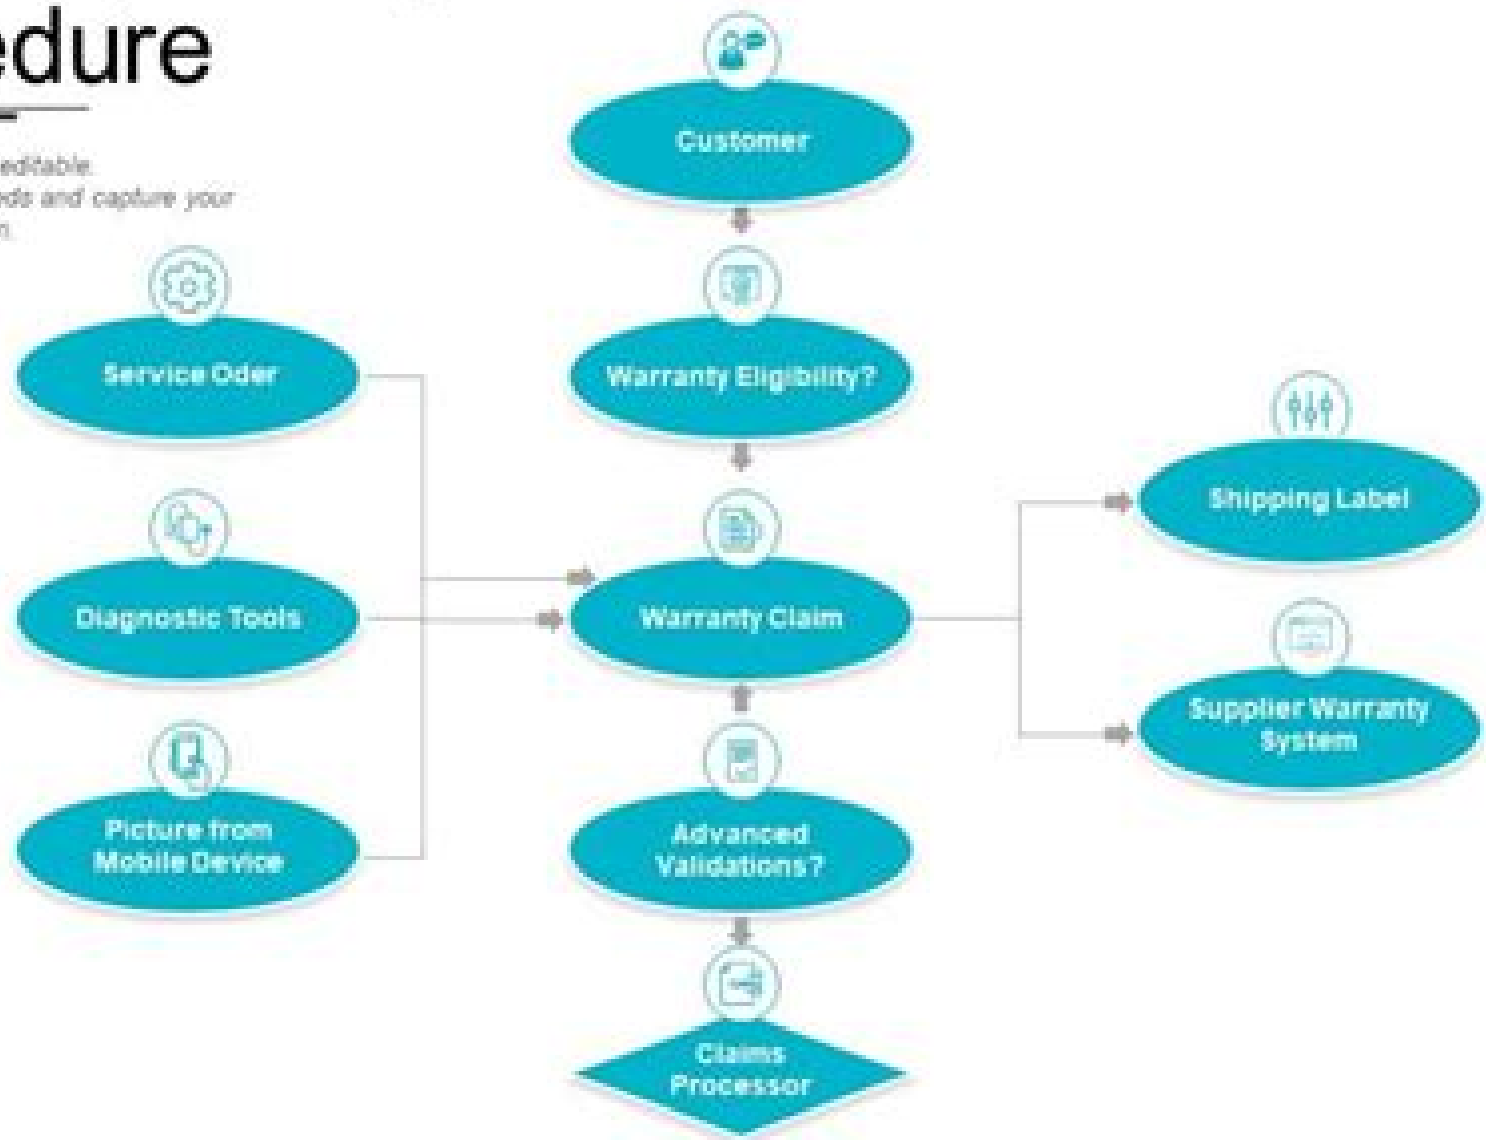 edure
editable.
eds and capture your
n.
Customer
Service Oder
Warranty Eligibility?
Shipping Label
Diagnostic Tools
Warranty Claim
Supplier Warranty
System
Picture from
Mobile Device
Advanced
Validations?
Claims
Processor